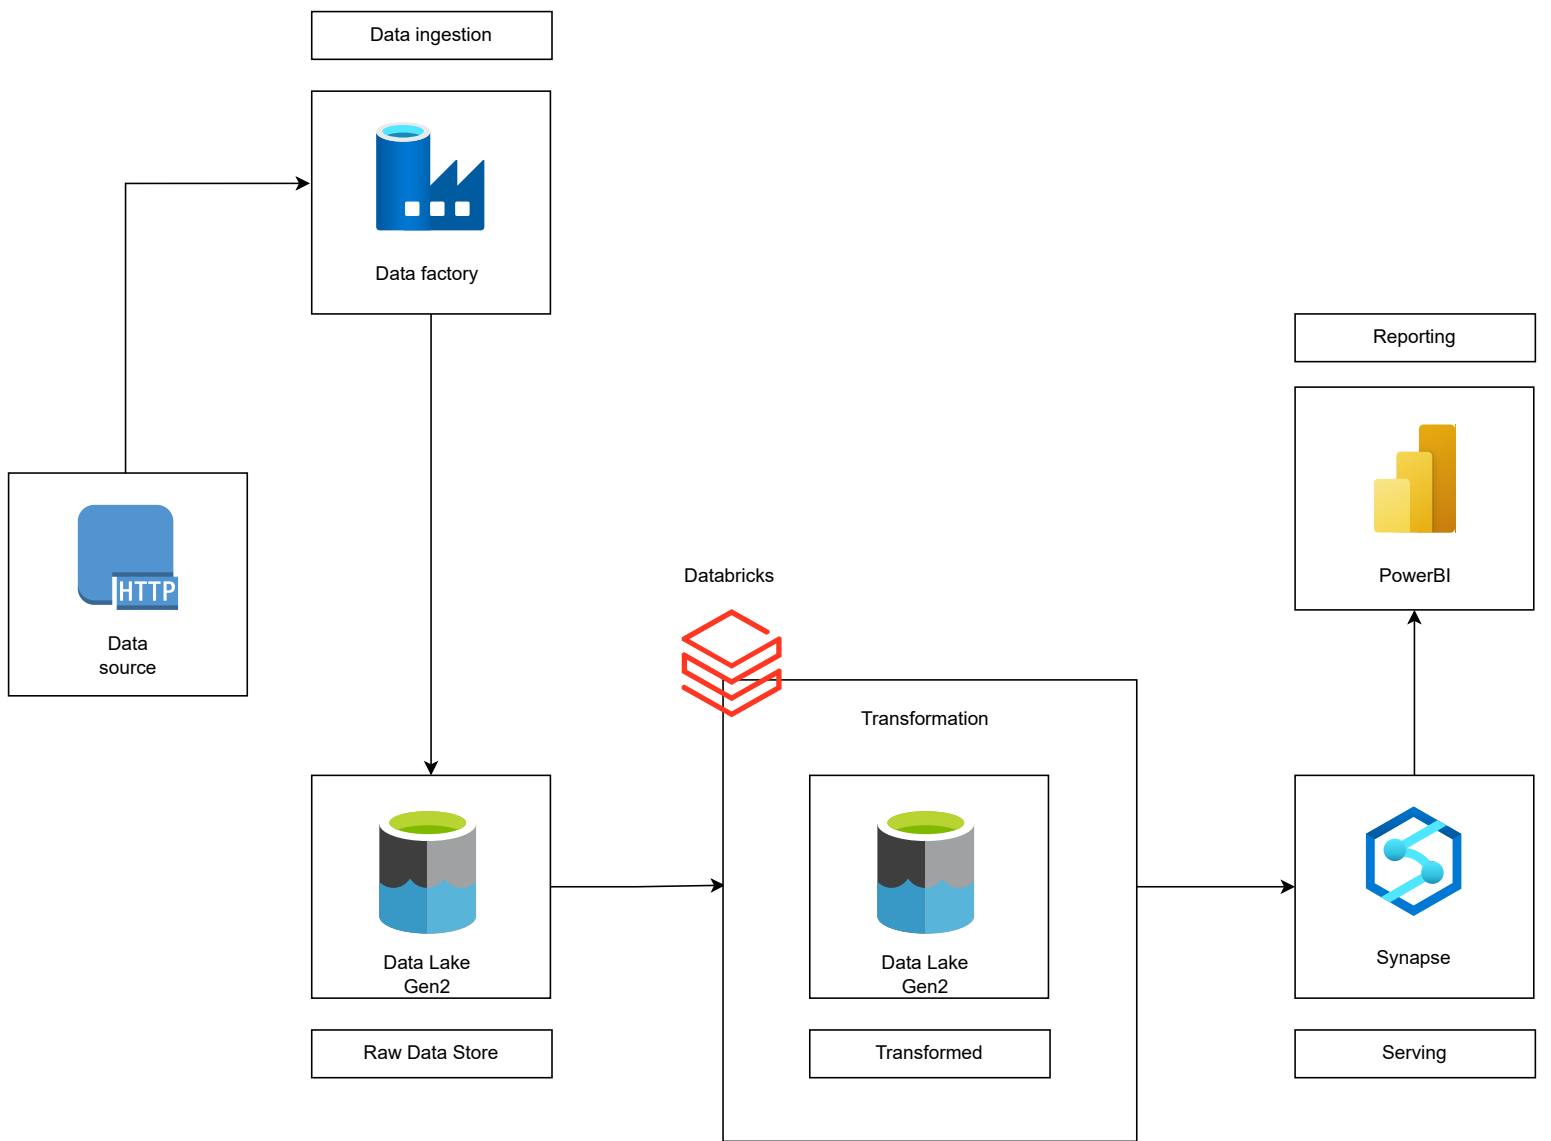 Data ingestion
Data factory
HTTP
Data
source
Databricks
Transformation
Data Lake
Gen2
Raw Data Store
Data Lake
Gen2
Transformed
Reporting
PowerBI
Synapse
Serving